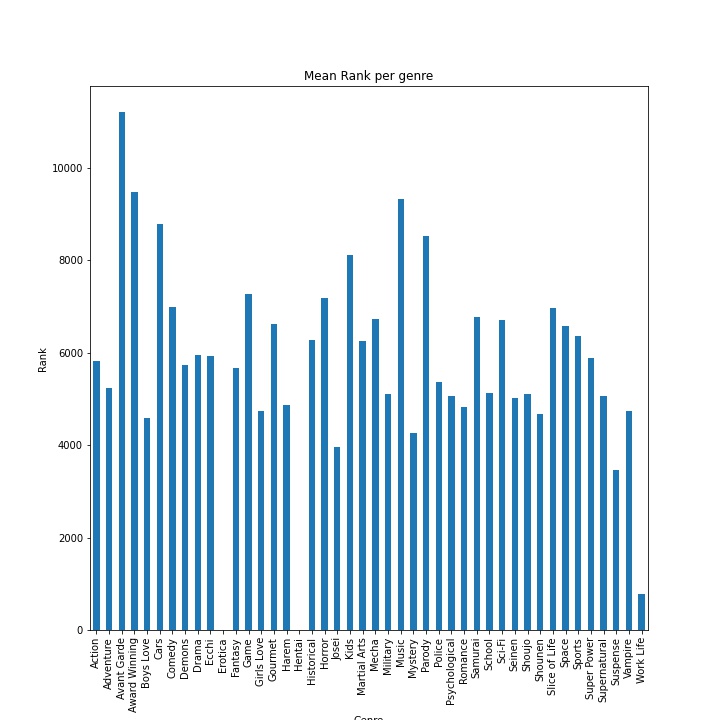 Mean Rank per genre
10000
8000
6000
4000
2000
0
Rank
Action
Adventure
Avant Garde
Award Winning
Boys Love
Cars
Comedy
Demons
Drama
Ecchi
Erotica
Fantasy
Game
Girls Love
Gourmet
Harem
Hentai
Historical
Horror
Josei
Kids
Martial Arts
Mecha
Military
Music
Mystery
Parody
Police
Psychological
Romance
Samurai
School
Sci-Fi
Seinen
Shoujo
Shounen
Slice of Life
Space
Sports
Super Power
Supernatural
Suspense
Vampire
Work Life
Genre